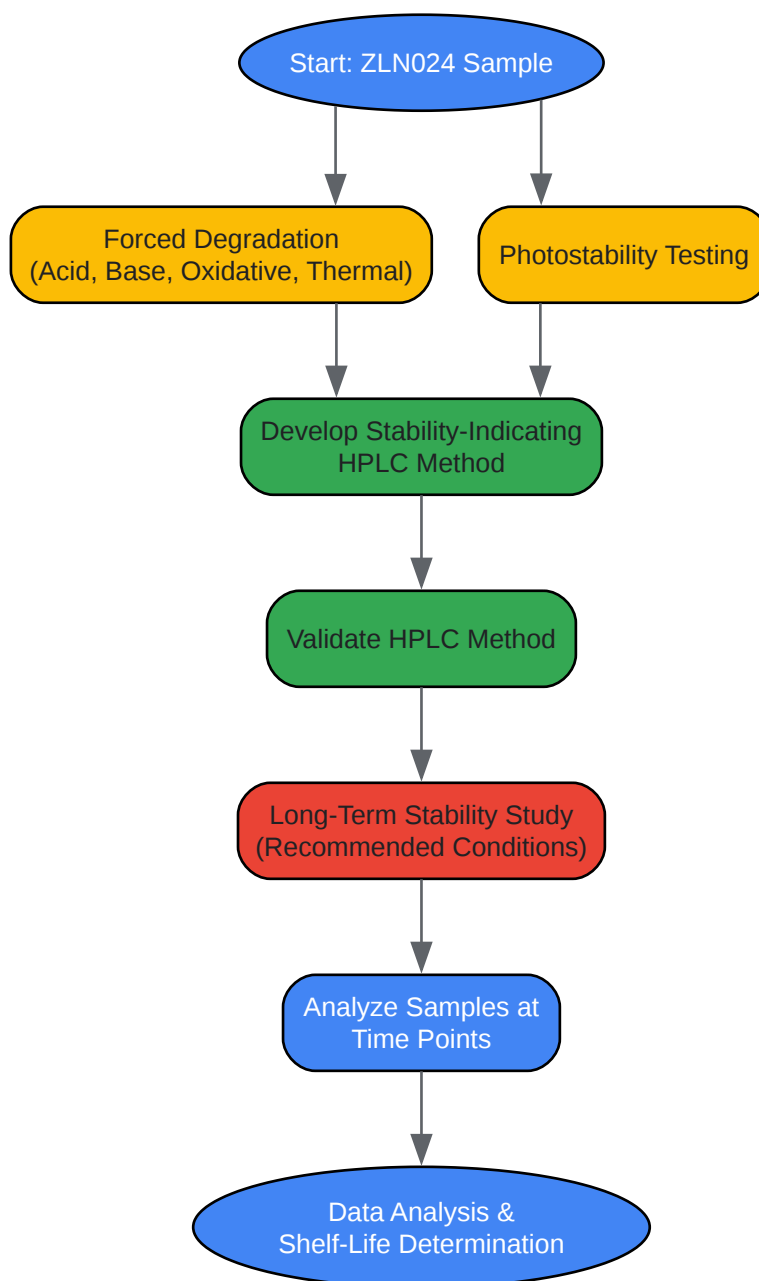 Start: ZLN024 Sample
Forced Degradation
(Acid, Base, Oxidative, Thermal)
Photostability Testing
Develop Stability-Indicating
HPLC Method
Validate HPLC Method
Long-Term Stability Study
(Recommended Conditions)
Analyze Samples at
Time Points
Data Analysis &
Shelf-Life Determination